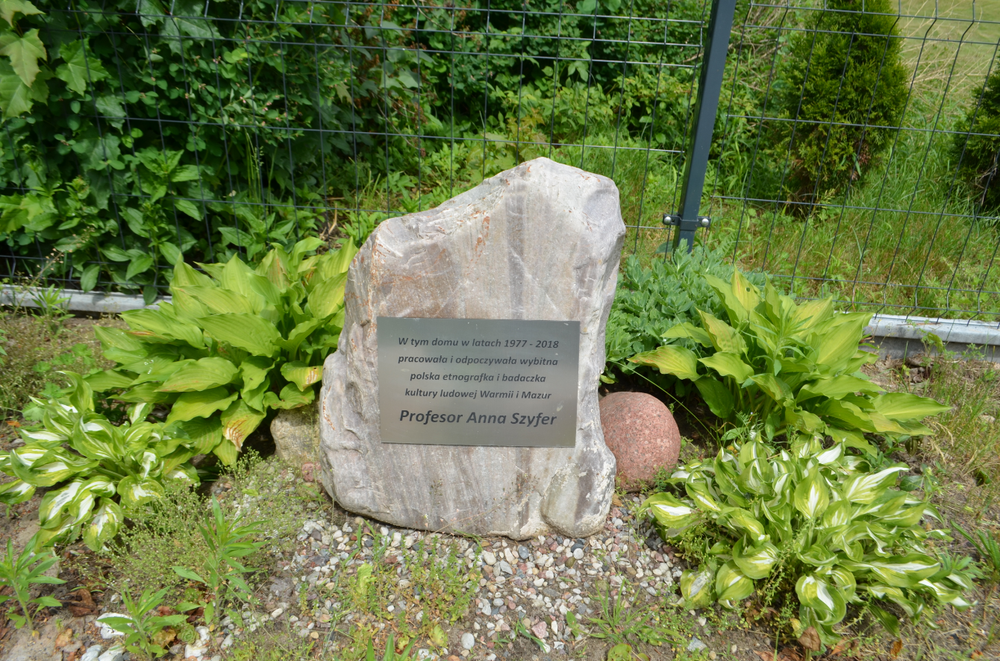 W tym domu w latach 1977 - 2018
pracowała i odpoczywała wybitna
polska etnografka i badaczka
kultury ludowej Warmii i Mazur
Profesor Anna Szyfer